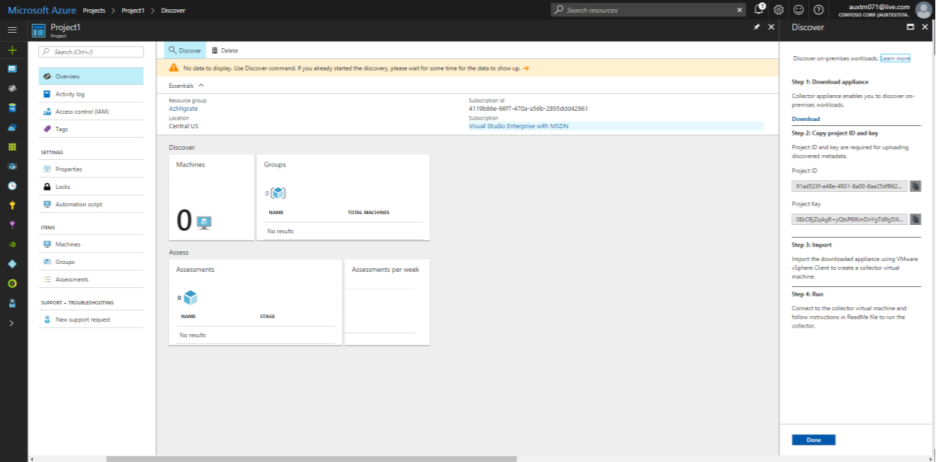 Microsoft Azure Projects > Project1 > Discover
Search resources
1
auxtm071@live.com
CONTOSO CORP (AUXTESTSTA...
Project1
Project
Search (Ctrl+/)
Overview
Activity log
Access control (IAM)
Tags
SETTINGS
Properties
Locks
Automation script
ITEMS
Machines
Groups
Assessments
SUPPORT + TROUBLESHOOTING
New support request
Discover Delete
No data to display. Use Discover command. If you already started the discovery, please wait for some time for the data to show up.
Essentials
Resource group
AzMigrate
Location
Central US
Subscription id
4119b86e-66f7-470a-a56b-2895ddd42961
Subscription
Visual Studio Enterprise with MSDN
Discover
Machines
0
Groups
0
NAME TOTAL MACHINES
No results
Assess
Assessments
0
NAME STAGE
No results
Assessments per week
Discover
Discover on-premises workloads. Learn more
Step 1: Download appliance
Collector appliance enables you to discover on-
premises workloads.
Download
Step 2: Copy project ID and key
Project ID and key are required for uploading
discovered metadata.
Project ID
Project Key
Step 3: Import
Import the downloaded appliance using VMware
vSphere Client to create a collector virtual
machine.
Step 4: Run
Connect to the collector virtual machine and
follow instructions in ReadMe file to run the
collector.
Done